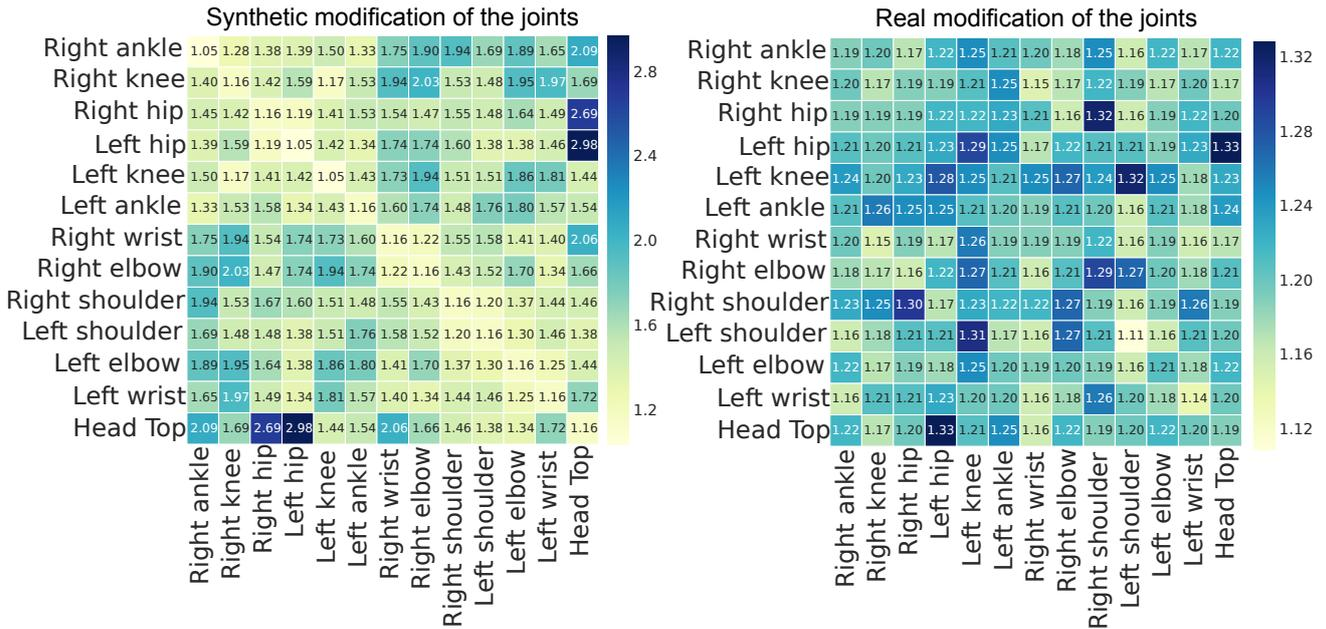 Synthetic modification of the joints
Right ankle 1.05 1.28 1.38 1.39 1.50 1.33 1.75 1.90 1.94 1.69 1.89 1.65 2.09
Right knee 1.40 1.16 1.42 1.59 1.17 1.53 1.94 2.03 1.53 1.48 1.95 1.97 1.69
Right hip 1.45 1.42 1.16 1.19 1.41 1.53 1.54 1.47 1.55 1.48 1.64 1.49 2.69
Left hip 1.39 1.59 1.19 1.05 1.42 1.34 1.74 1.74 1.60 1.38 1.38 1.46 2.98
Left knee 1.50 1.17 1.41 1.42 1.05 1.43 1.73 1.94 1.51 1.51 1.86 1.81 1.44
Left ankle 1.33 1.53 1.58 1.34 1.43 1.16 1.60 1.74 1.48 1.76 1.80 1.57 1.54
Right wrist 1.75 1.94 1.54 1.74 1.73 1.60 1.16 1.22 1.55 1.58 1.41 1.40 2.06
Right elbow 1.90 2.03 1.47 1.74 1.94 1.74 1.22 1.16 1.43 1.52 1.70 1.34 1.66
Right shoulder 1.94 1.53 1.67 1.60 1.51 1.48 1.55 1.43 1.16 1.20 1.37 1.44 1.46
Left shoulder 1.69 1.48 1.48 1.38 1.51 1.76 1.58 1.52 1.20 1.16 1.30 1.46 1.38
Left elbow 1.89 1.95 1.64 1.38 1.86 1.80 1.41 1.70 1.37 1.30 1.16 1.25 1.44
Left wrist 1.65 1.97 1.49 1.34 1.81 1.57 1.40 1.34 1.44 1.46 1.25 1.16 1.72
Head Top 2.09 1.69 2.69 2.98 1.44 1.54 2.06 1.66 1.46 1.38 1.34 1.72 1.16
Right ankle
Right knee
Right hip
Left hip
Left knee
Left ankle
Right wrist
Right elbow
Right shoulder
Left shoulder
Left elbow
Left wrist
Head Top
2.8
2.4
2.0
1.6
1.2
Real modification of the joints
Right ankle 1.19 1.20 1.17 1.22 1.25 1.21 1.20 1.18 1.25 1.16 1.22 1.17 1.22
Right knee 1.20 1.17 1.19 1.19 1.21 1.25 1.15 1.17 1.22 1.19 1.17 1.20 1.17
Right hip 1.19 1.19 1.19 1.22 1.22 1.23 1.21 1.16 1.32 1.16 1.19 1.22 1.20
Left hip 1.21 1.20 1.21 1.23 1.29 1.25 1.17 1.22 1.21 1.21 1.19 1.23 1.33
Left knee 1.24 1.20 1.23 1.28 1.25 1.21 1.25 1.27 1.24 1.32 1.25 1.18 1.23
Left ankle 1.21 1.26 1.25 1.25 1.21 1.20 1.19 1.21 1.20 1.16 1.21 1.18 1.24
Right wrist 1.20 1.15 1.19 1.17 1.26 1.19 1.19 1.19 1.22 1.16 1.19 1.16 1.17
Right elbow 1.18 1.17 1.16 1.22 1.27 1.21 1.16 1.21 1.29 1.27 1.20 1.18 1.21
Right shoulder 1.23 1.25 1.30 1.17 1.23 1.22 1.22 1.27 1.19 1.16 1.19 1.26 1.19
Left shoulder 1.16 1.18 1.21 1.21 1.31 1.17 1.16 1.27 1.21 1.11 1.16 1.21 1.20
Left elbow 1.22 1.17 1.19 1.18 1.25 1.20 1.19 1.20 1.19 1.16 1.21 1.18 1.22
Left wrist 1.16 1.21 1.21 1.23 1.20 1.20 1.19 1.18 1.26 1.20 1.18 1.14 1.20
Head Top 1.22 1.17 1.20 1.33 1.21 1.25 1.16 1.22 1.19 1.20 1.22 1.20 1.19
Right ankle
Right knee
Right hip
Left hip
Left knee
Left ankle
Right wrist
Right elbow
Right shoulder
Left shoulder
Left elbow
Left wrist
Head Top
1.32
1.28
1.24
1.20
1.16
1.12